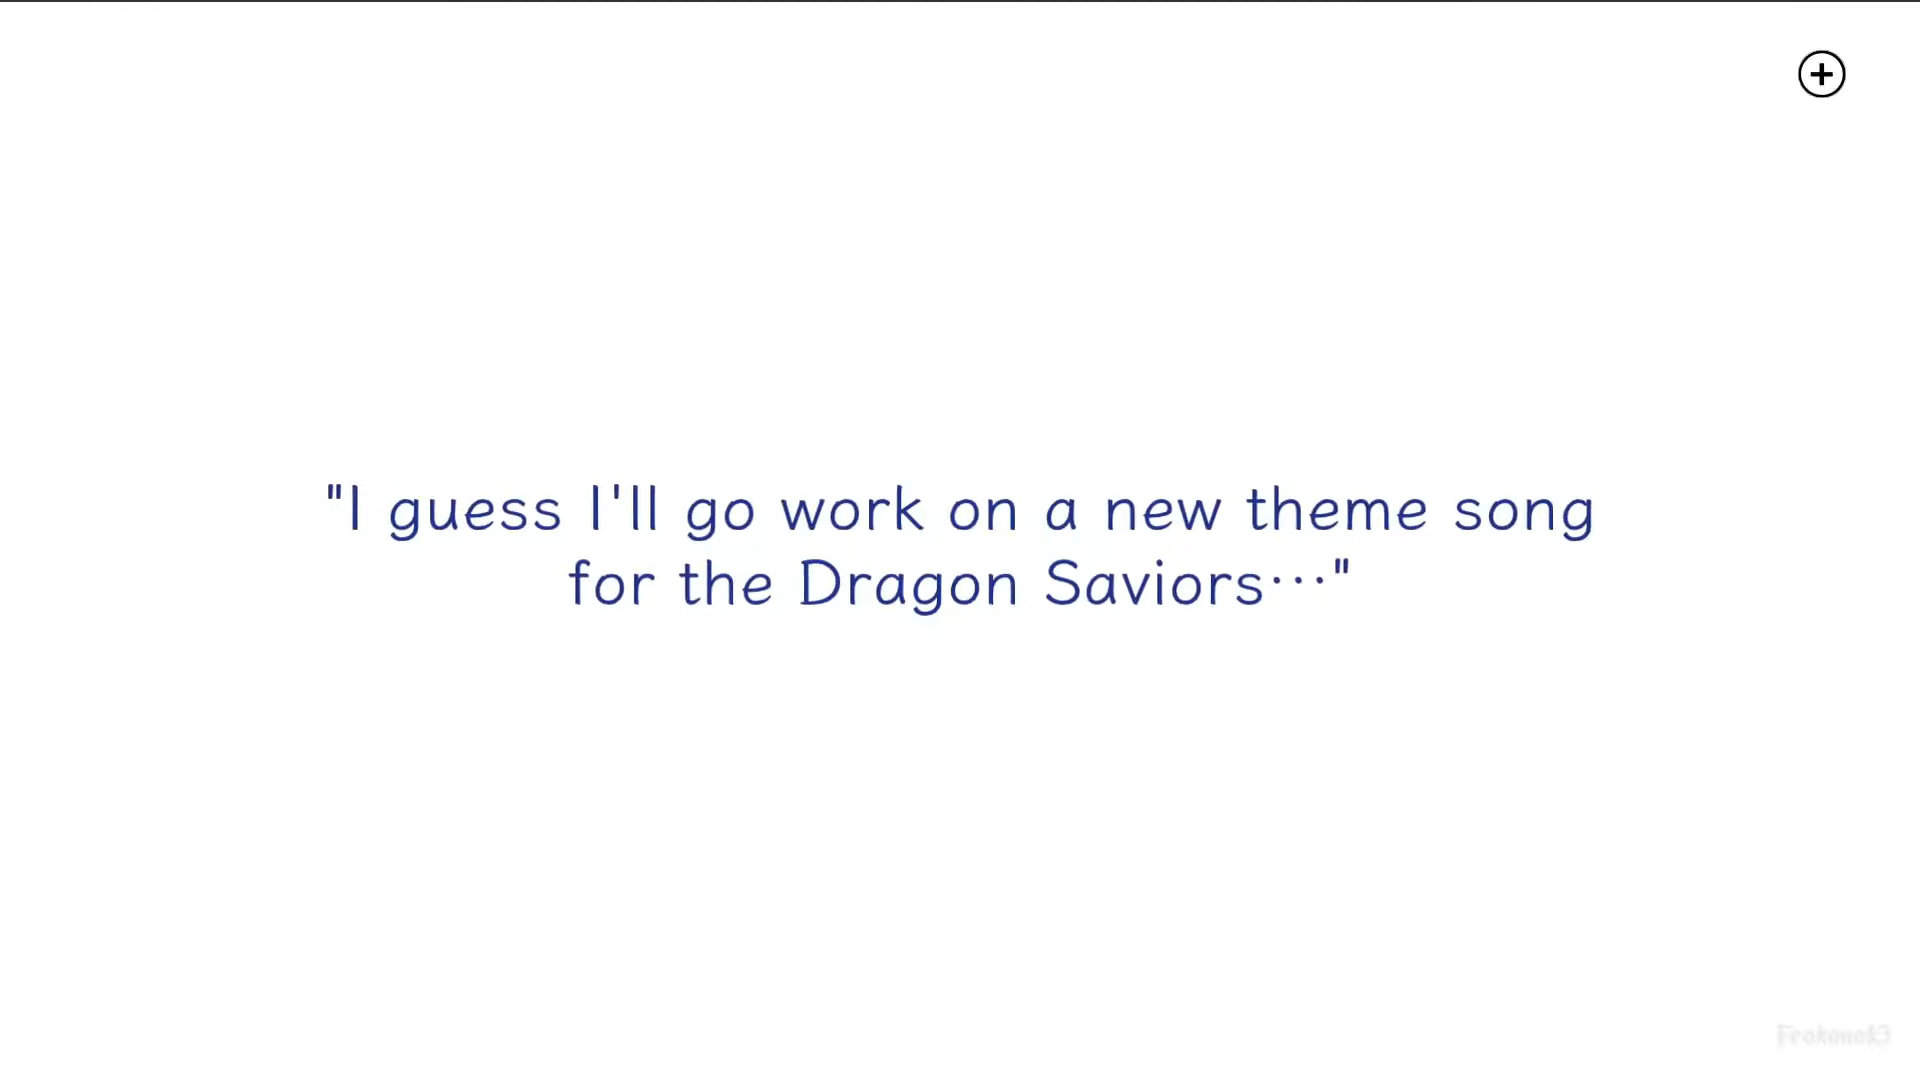 "I guess I'll go work on a new theme song
for the Dragon Saviors…"